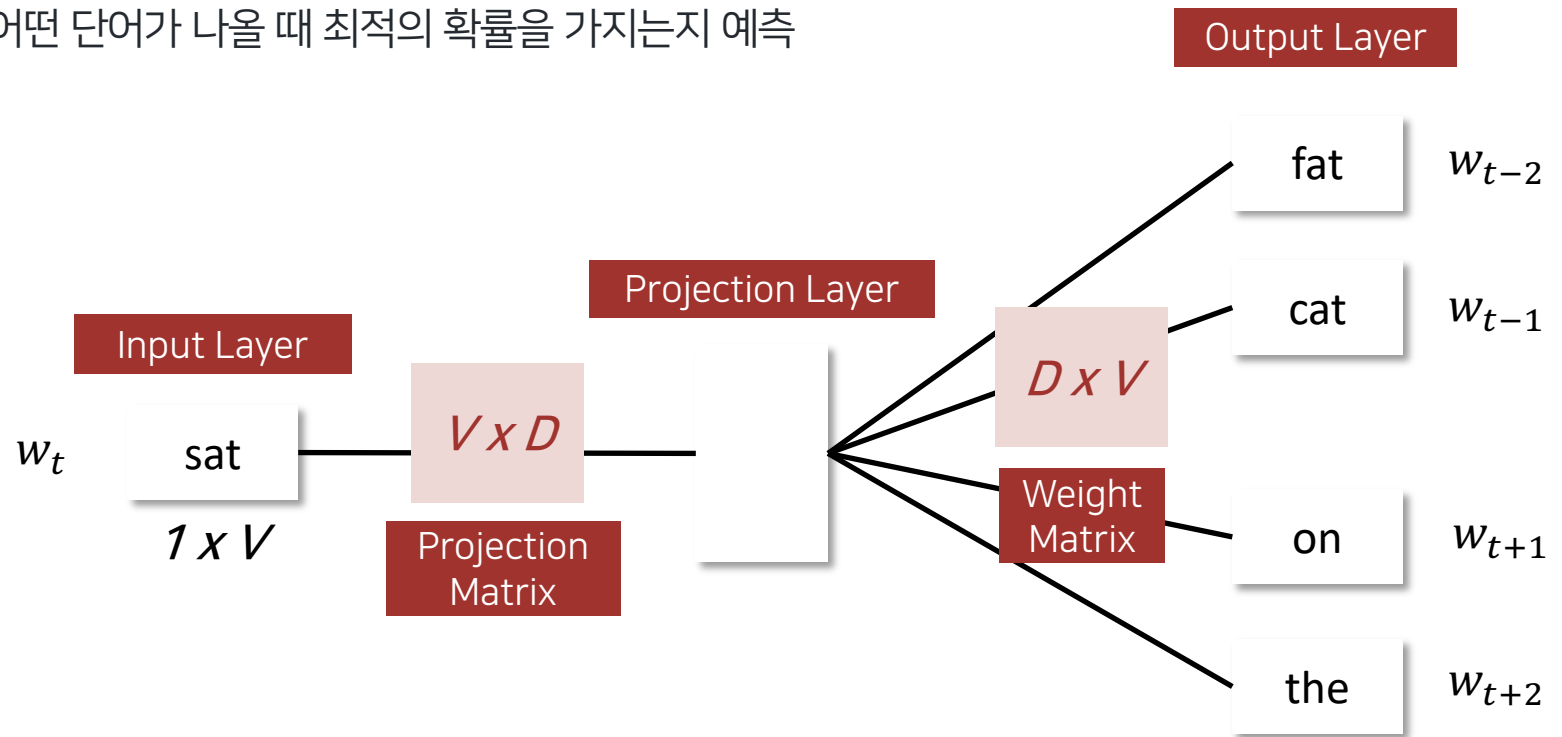 어떤 단어가 나올 때 최적의 확률을 가지는지 예측
Output Layer
fat w_{t-2}
Projection Layer
cat w_{t-1}
Input Layer
D x V
V x D
w_t sat
Weight
Matrix
1 x V
Projection
Matrix
on w_{t+1}
the w_{t+2}